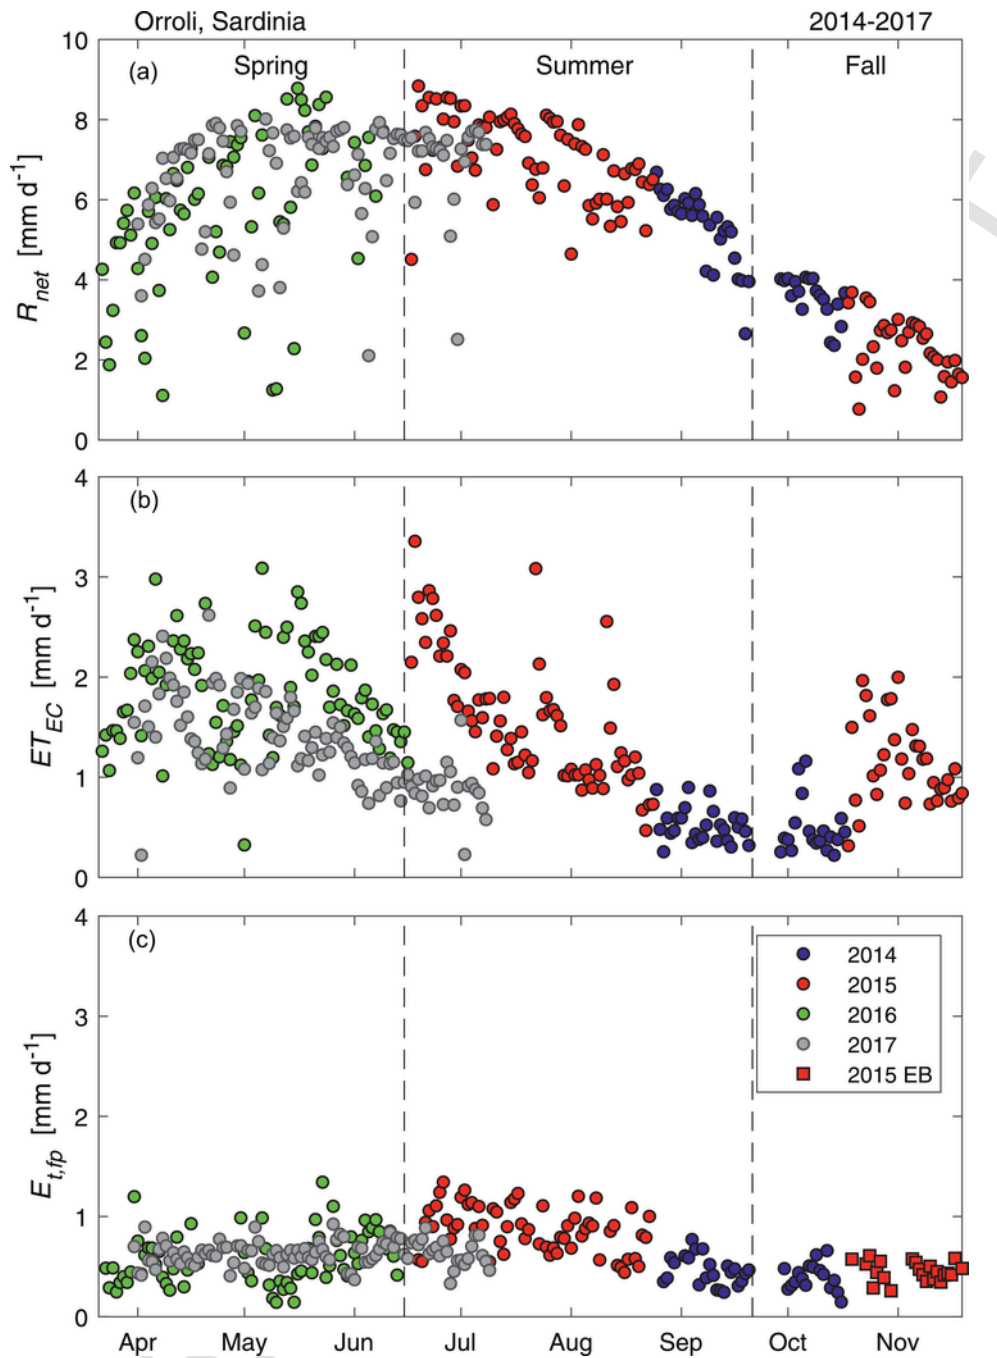 Orroli, Sardinia 2014-2017
10
(a) Spring Summer Fall
8
6
4
2
0
R_net [mm d⁻¹]
4
(b)
3
2
1
0
ET_EC [mm d⁻¹]
4
(c)
3
2
1
0
E_t,fp [mm d⁻¹]
2014
2015
2016
2017
2015 EB
Apr May Jun Jul Aug Sep Oct Nov